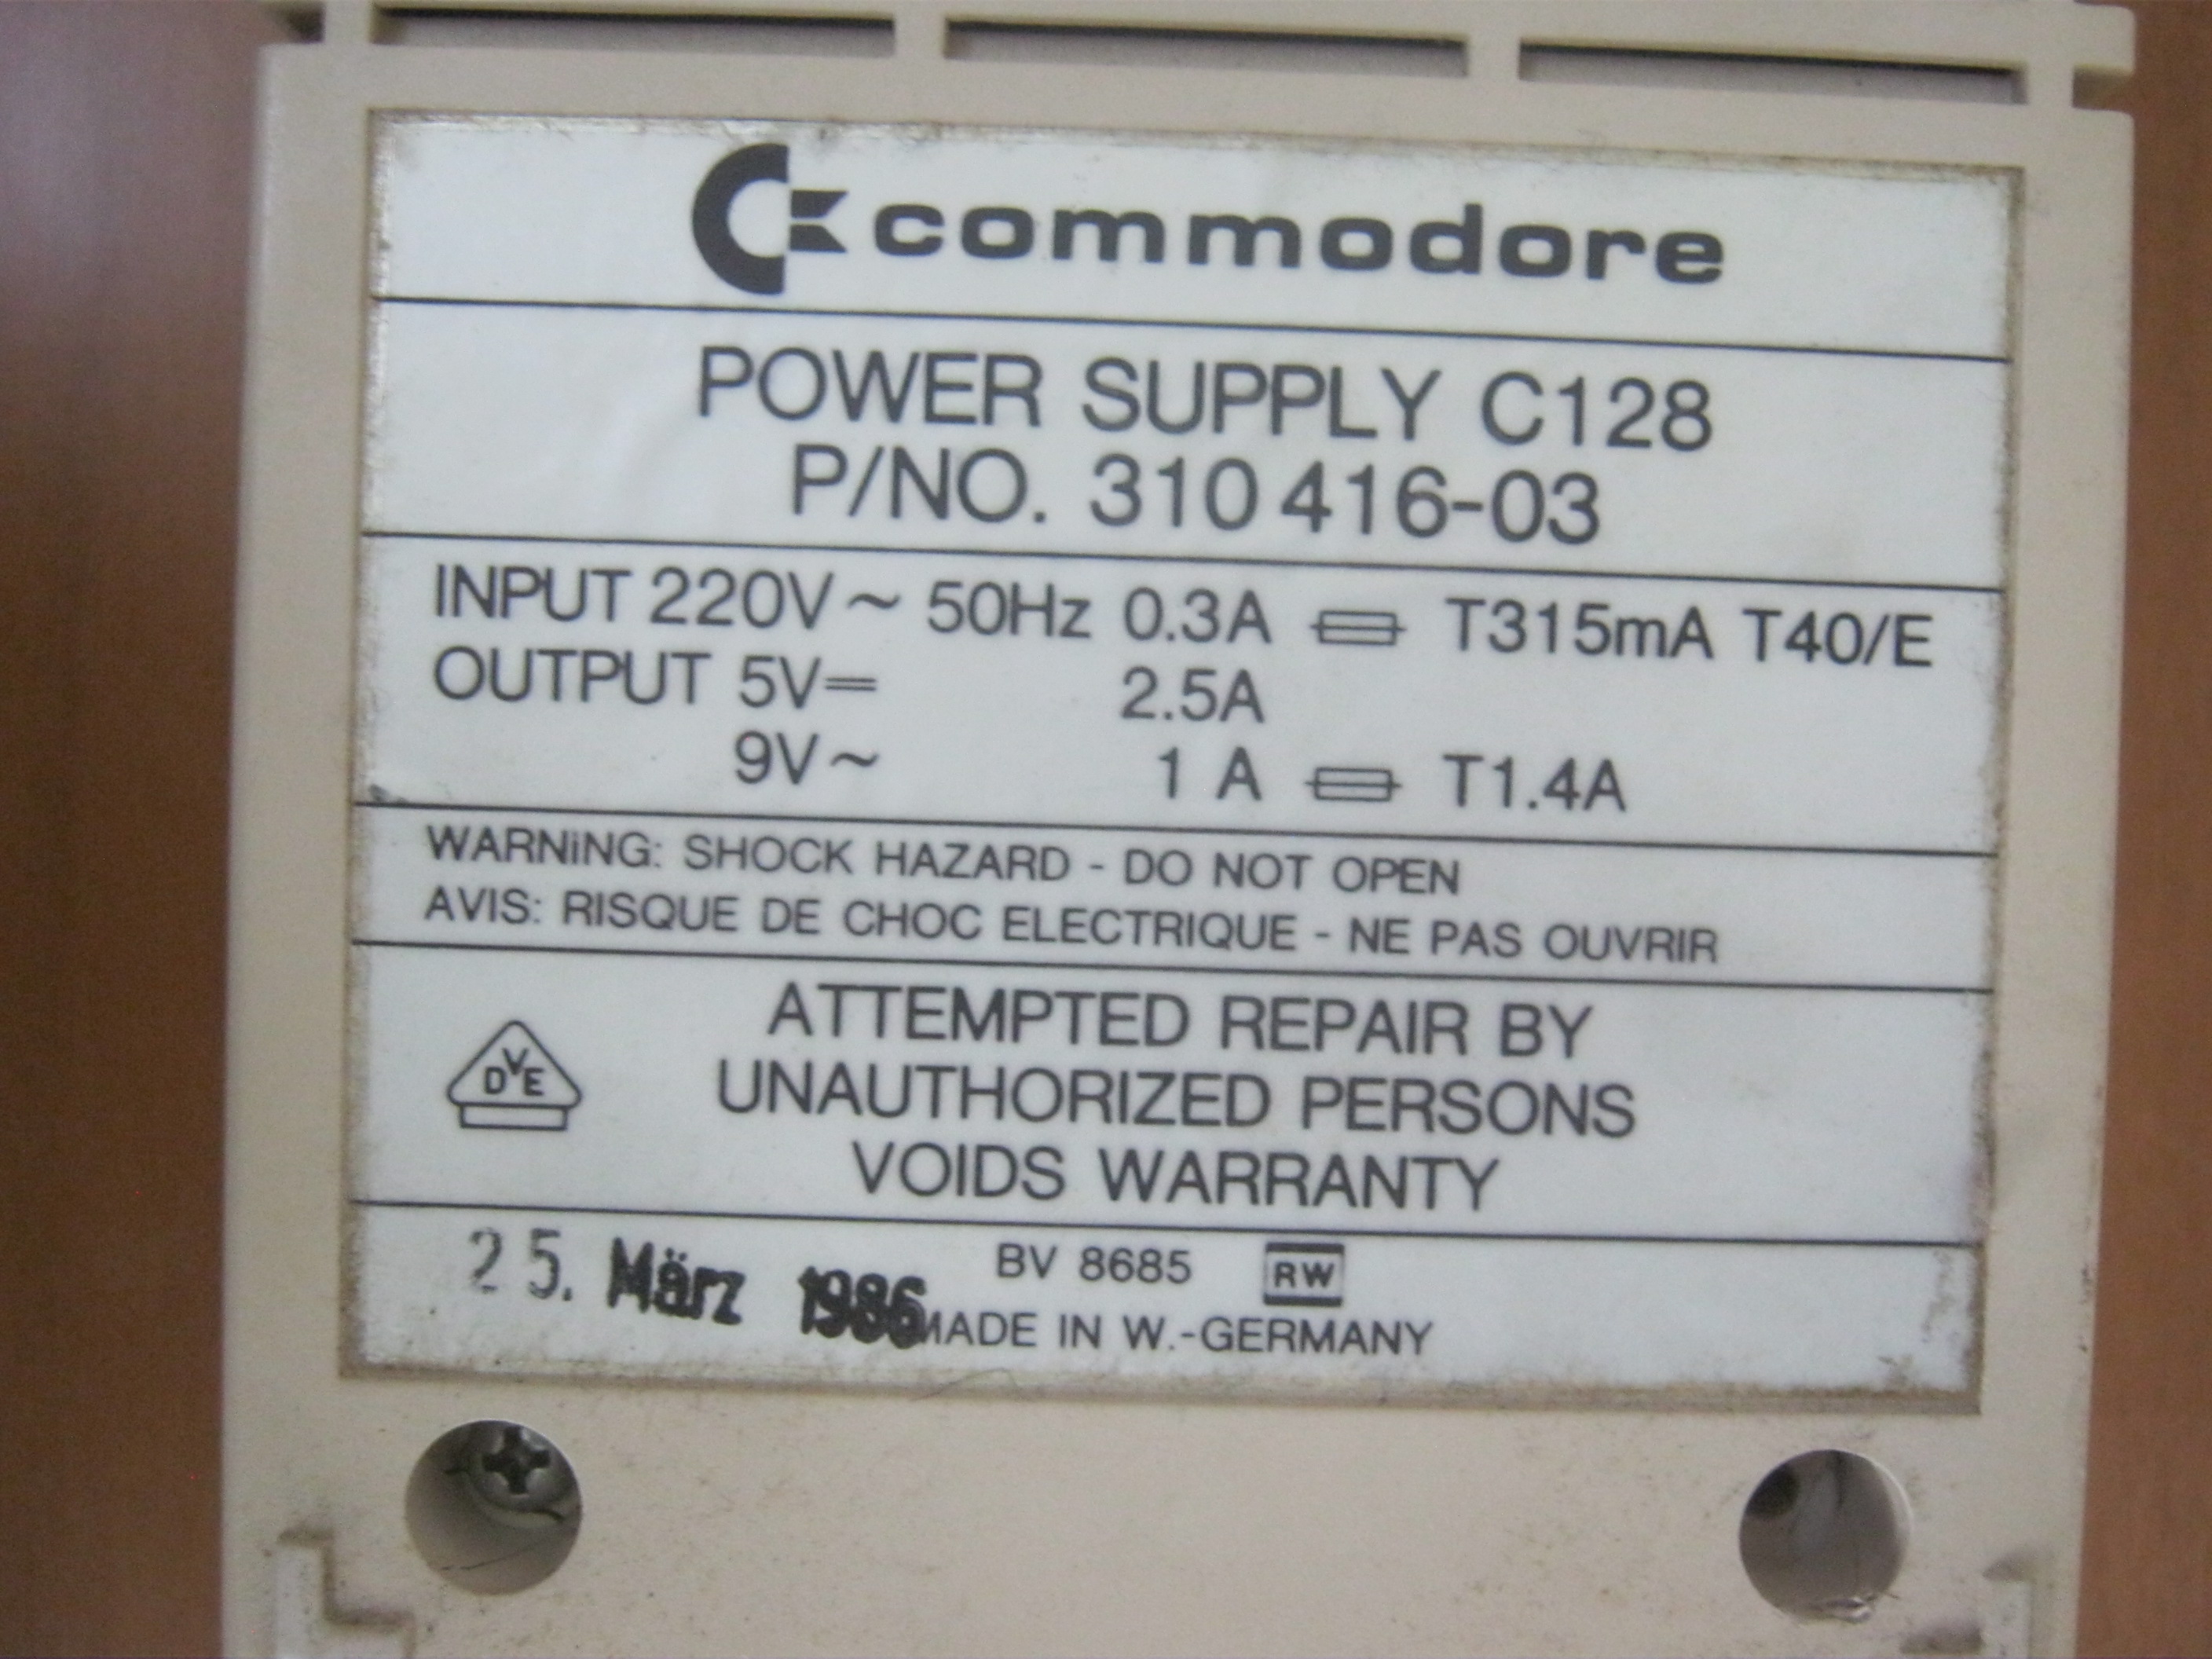 commodore
POWER SUPPLY C128
P/NO. 310 416-03
INPUT 220V ~ 50Hz 0.3A T315mA T40/E
OUTPUT 5V= 2.5A
9V ~ 1 A T1.4A
WARNiNG: SHOCK HAZARD - DO NOT OPEN
AVIS: RISQUE DE CHOC ELECTRIQUE - NE PAS OUVRIR
DVE
ATTEMPTED REPAIR BY
UNAUTHORIZED PERSONS
VOIDS WARRANTY
25. März 1986 BV 8685 RW
MADE IN W.-GERMANY